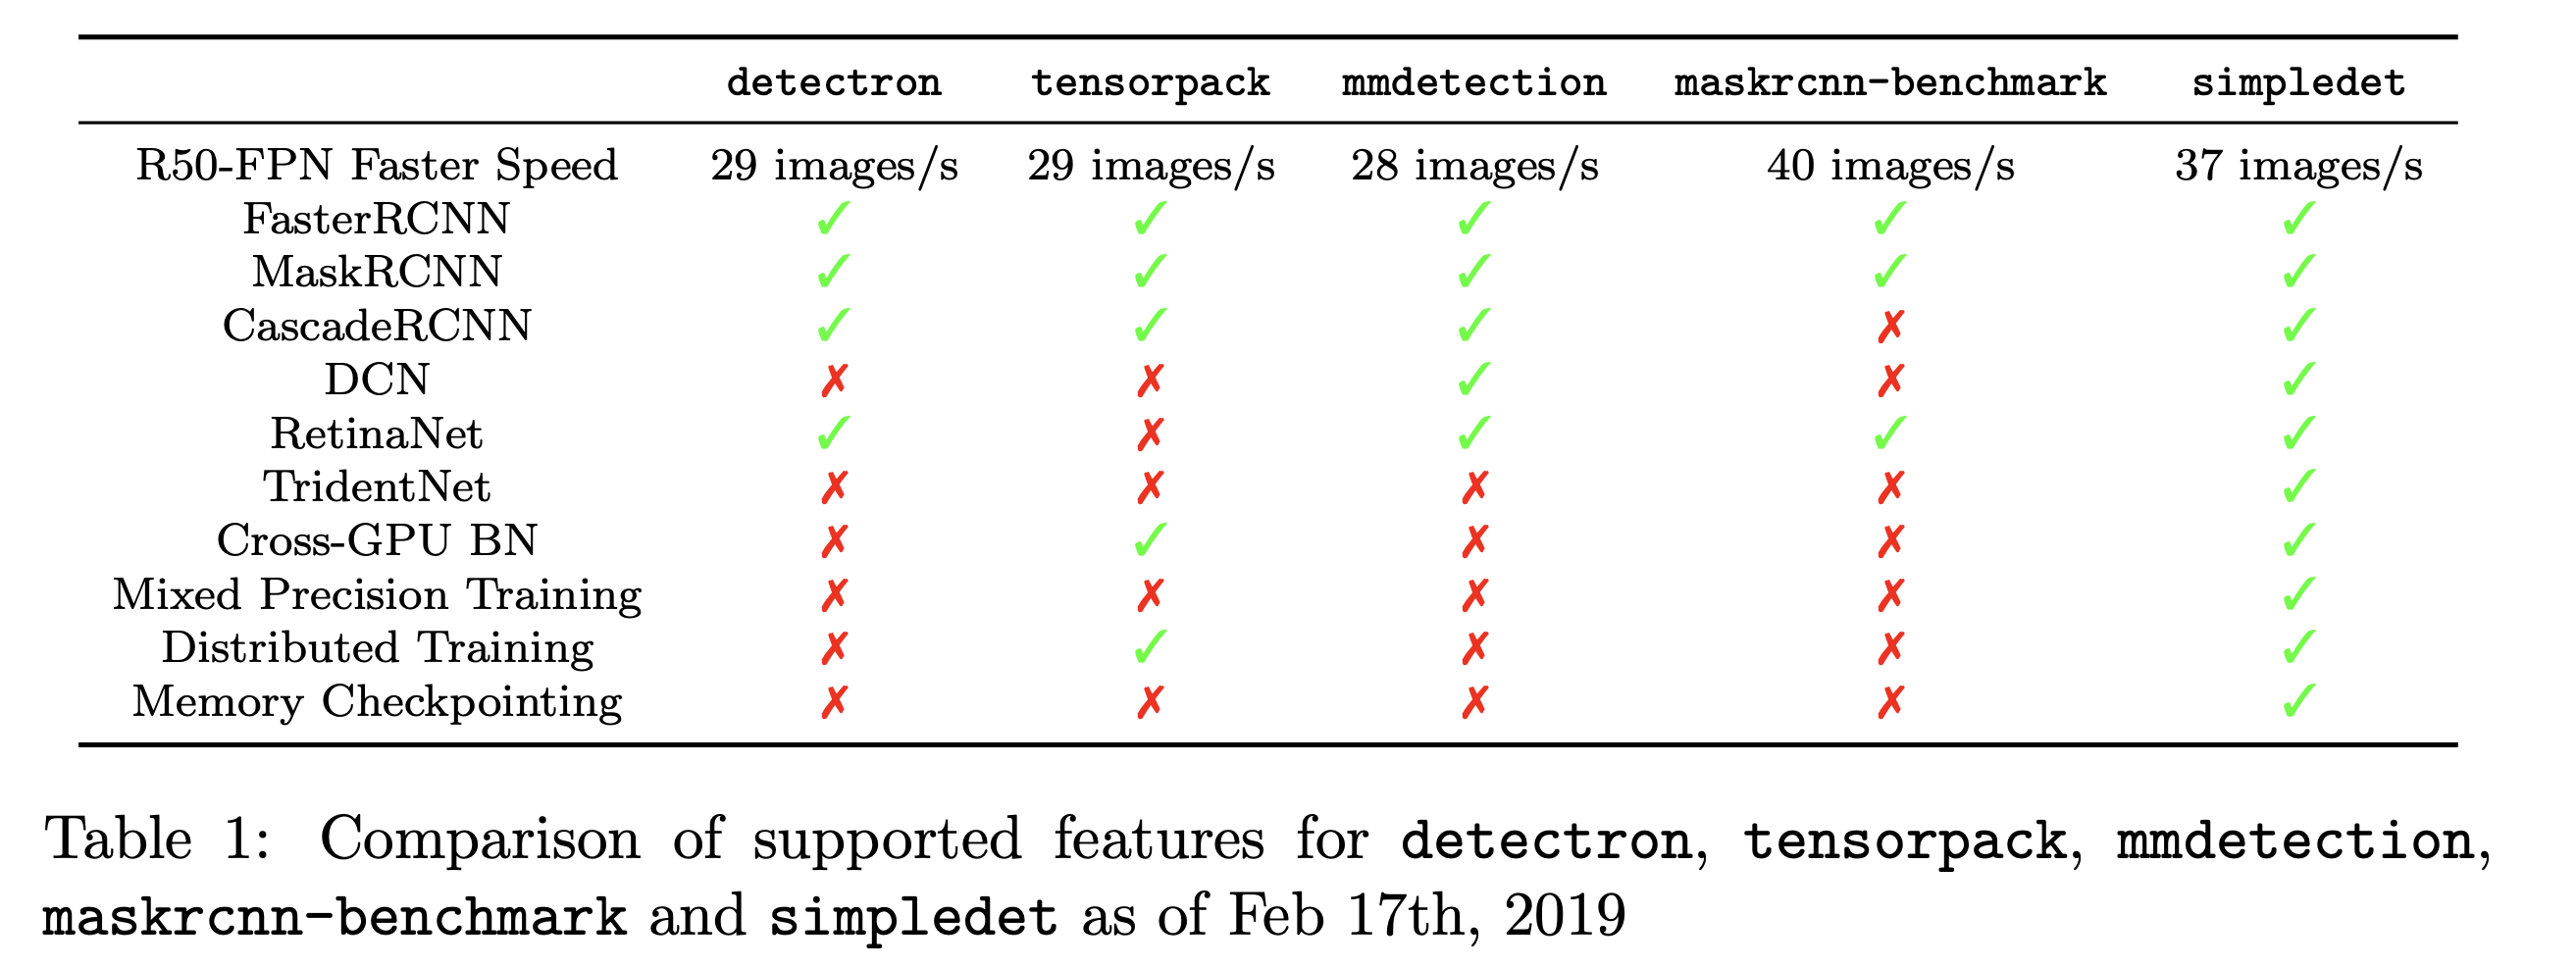 detectron tensorpack mmdetection maskrcnn-benchmark simpledet
R50-FPN Faster Speed 29 images/s 29 images/s 28 images/s 40 images/s 37 images/s
FasterRCNN ✓ ✓ ✓ ✓ ✓
MaskRCNN ✓ ✓ ✓ ✓ ✓
CascadeRCNN ✓ ✓ ✓ ✗ ✓
DCN ✗ ✗ ✓ ✗ ✓
RetinaNet ✓ ✗ ✓ ✓ ✓
TridentNet ✗ ✗ ✗ ✗ ✓
Cross-GPU BN ✗ ✓ ✗ ✗ ✓
Mixed Precision Training ✗ ✗ ✗ ✗ ✓
Distributed Training ✗ ✓ ✗ ✗ ✓
Memory Checkpointing ✗ ✗ ✗ ✗ ✓
Table 1: Comparison of supported features for detectron, tensorpack, mmdetection,
maskrcnn-benchmark and simpledet as of Feb 17th, 2019